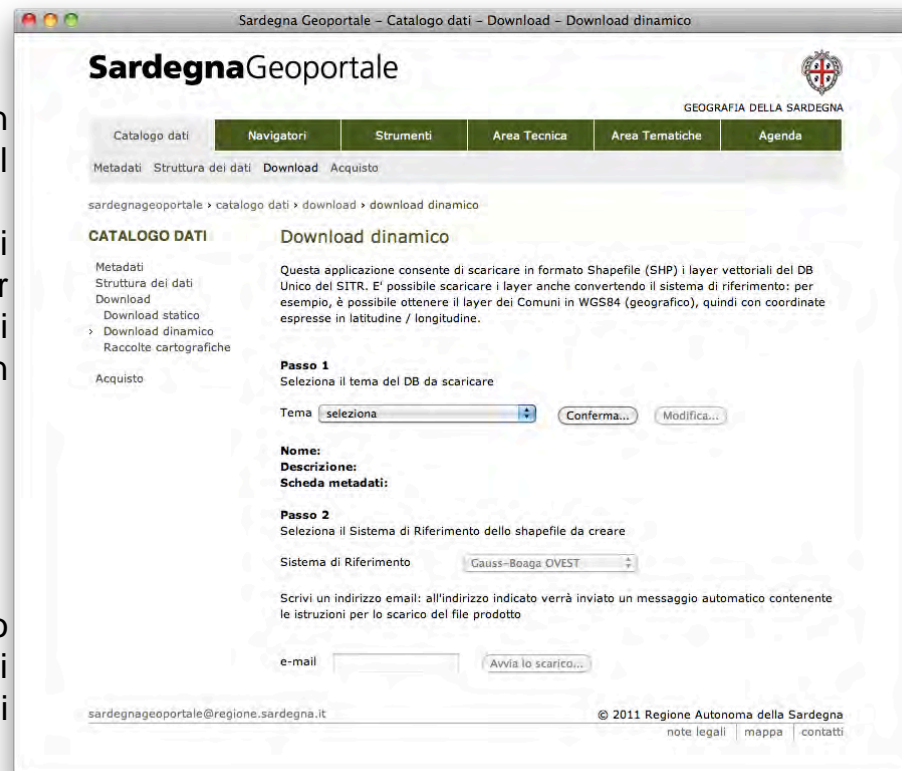 Sardegna Geoportale – Catalogo dati – Download – Download dinamico
SardegnaGeoportale
GEOGRAFIA DELLA SARDEGNA
Catalogo dati Navigatori Strumenti Area Tecnica Area Tematiche Agenda
Metadati Struttura dei dati Download Acquisto
sardegnageoportale › catalogo dati › download › download dinamico
CATALOGO DATI
Metadati
Struttura dei dati
Download
Download statico
› Download dinamico
Raccolte cartografiche
Acquisto
Download dinamico
Questa applicazione consente di scaricare in formato Shapefile (SHP) i layer vettoriali del DB
Unico del SITR. E' possibile scaricare i layer anche convertendo il sistema di riferimento: per
esempio, è possibile ottenere il layer dei Comuni in WGS84 (geografico), quindi con coordinate
espresse in latitudine / longitudine.
Passo 1
Seleziona il tema del DB da scaricare
Tema seleziona Conferma... Modifica...
Nome:
Descrizione:
Scheda metadati:
Passo 2
Seleziona il Sistema di Riferimento dello shapefile da creare
Sistema di Riferimento Gauss-Boaga OVEST
Scrivi un indirizzo email: all'indirizzo indicato verrà inviato un messaggio automatico contenente
le istruzioni per lo scarico del file prodotto
e-mail Avvia lo scarico...
sardegnageoportale@regione.sardegna.it
© 2011 Regione Autonoma della Sardegna
note legali | mappa | contatti